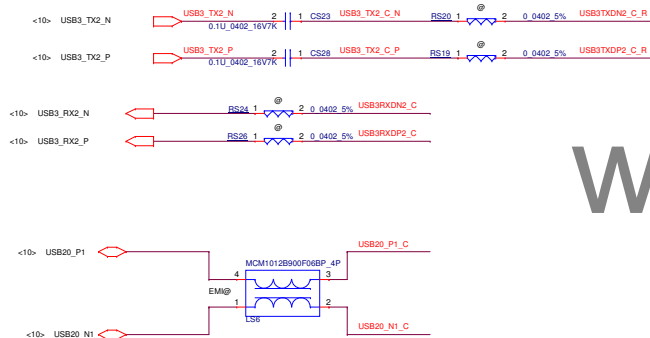 <10> USB3_TX2_N USB3_TX2_N 2 1 CS23 USB3_TX2_C_N RS20 1 @ 2 0_0402_5% USB3TXDN2_C_R
0.1U_0402_16V7K
<10> USB3_TX2_P USB3_TX2_P 2 1 CS28 USB3_TX2_C_P RS19 1 @ 2 0_0402_5% USB3TXDP2_C_R
0.1U_0402_16V7K
<10> USB3_RX2_N RS24 1 @ 2 0_0402_5% USB3RXDN2_C
<10> USB3_RX2_P RS26 1 @ 2 0_0402_5% USB3RXDP2_C
W
<10> USB20_P1 USB20_P1_C
MCM1012B900F06BP_4P
4 3
EMI@
1 2
LS6
<10> USB20_N1 USB20_N1_C